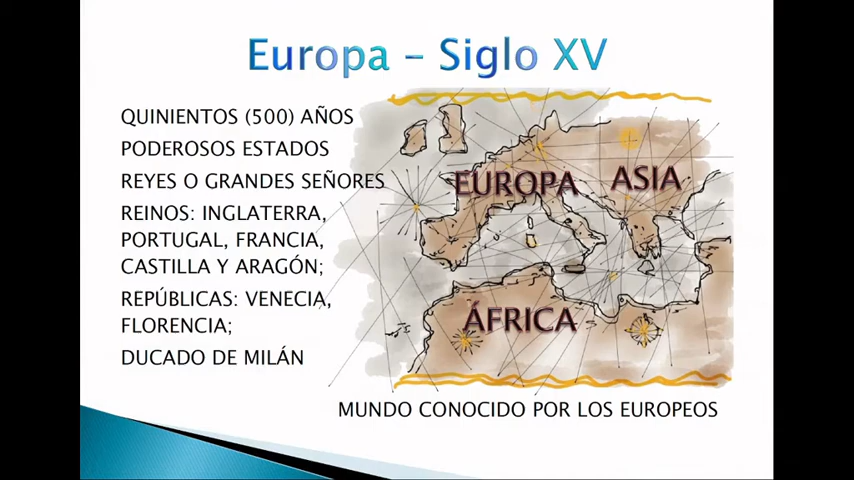 Europa – Siglo XV
QUINIENTOS (500) AÑOS
PODEROSOS ESTADOS
REYES O GRANDES SEÑORES
REINOS: INGLATERRA,
PORTUGAL, FRANCIA,
CASTILLA Y ARAGÓN;
REPÚBLICAS: VENECIA,
FLORENCIA;
DUCADO DE MILÁN
EUROPA
ASIA
ÁFRICA
MUNDO CONOCIDO POR LOS EUROPEOS